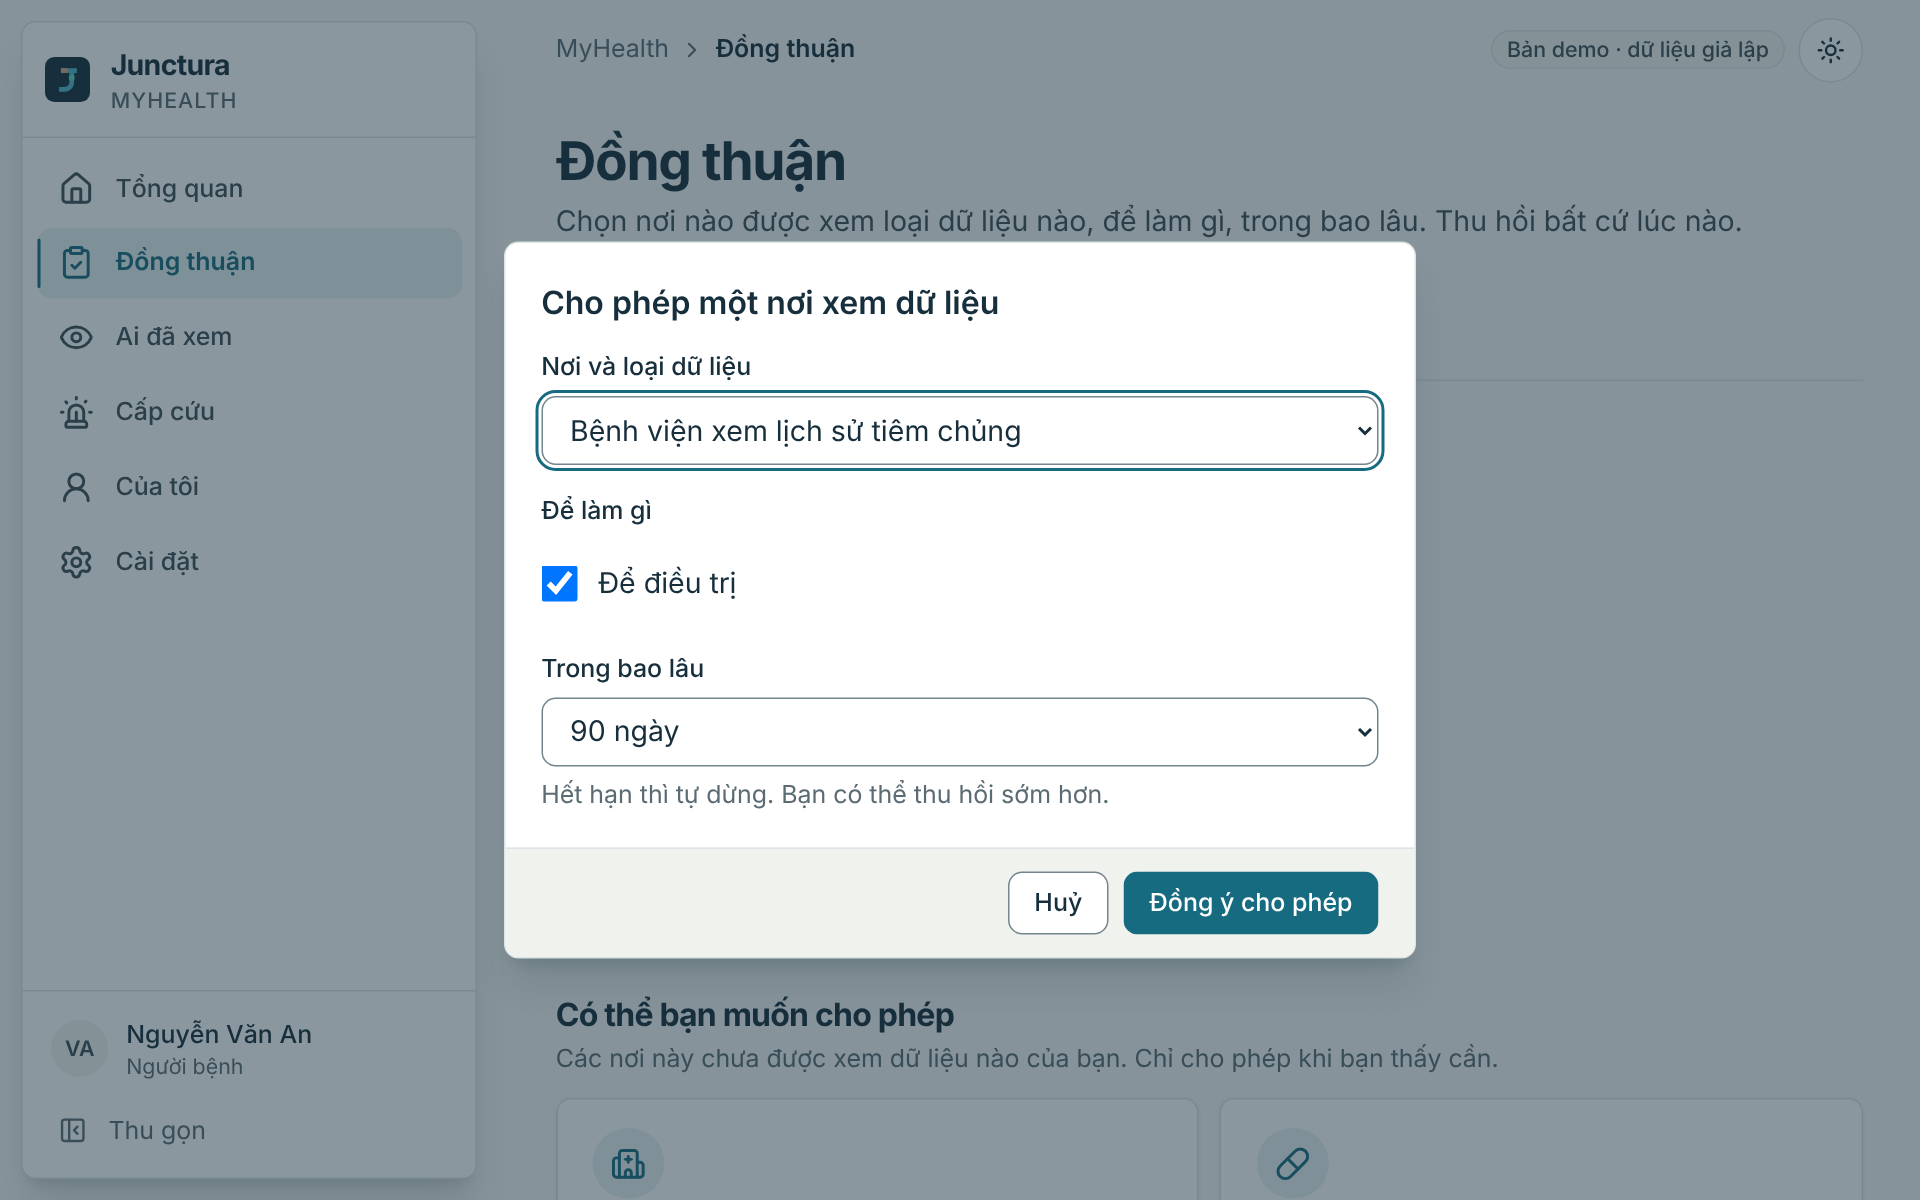 Junctura
MYHEALTH
Tổng quan
Đồng thuận
Ai đã xem
Cấp cứu
Của tôi
Cài đặt
VA
Nguyễn Văn An
Người bệnh
Thu gọn
MyHealth > Đồng thuận
Bản demo · dữ liệu giả lập
Đồng thuận
Chọn nơi nào được xem loại dữ liệu nào, để làm gì, trong bao lâu. Thu hồi bất cứ lúc nào.
Cho phép một nơi xem dữ liệu
Nơi và loại dữ liệu
Bệnh viện xem lịch sử tiêm chủng
Để làm gì
Để điều trị
Trong bao lâu
90 ngày
Hết hạn thì tự dừng. Bạn có thể thu hồi sớm hơn.
Huỷ
Đồng ý cho phép
Có thể bạn muốn cho phép
Các nơi này chưa được xem dữ liệu nào của bạn. Chỉ cho phép khi bạn thấy cần.